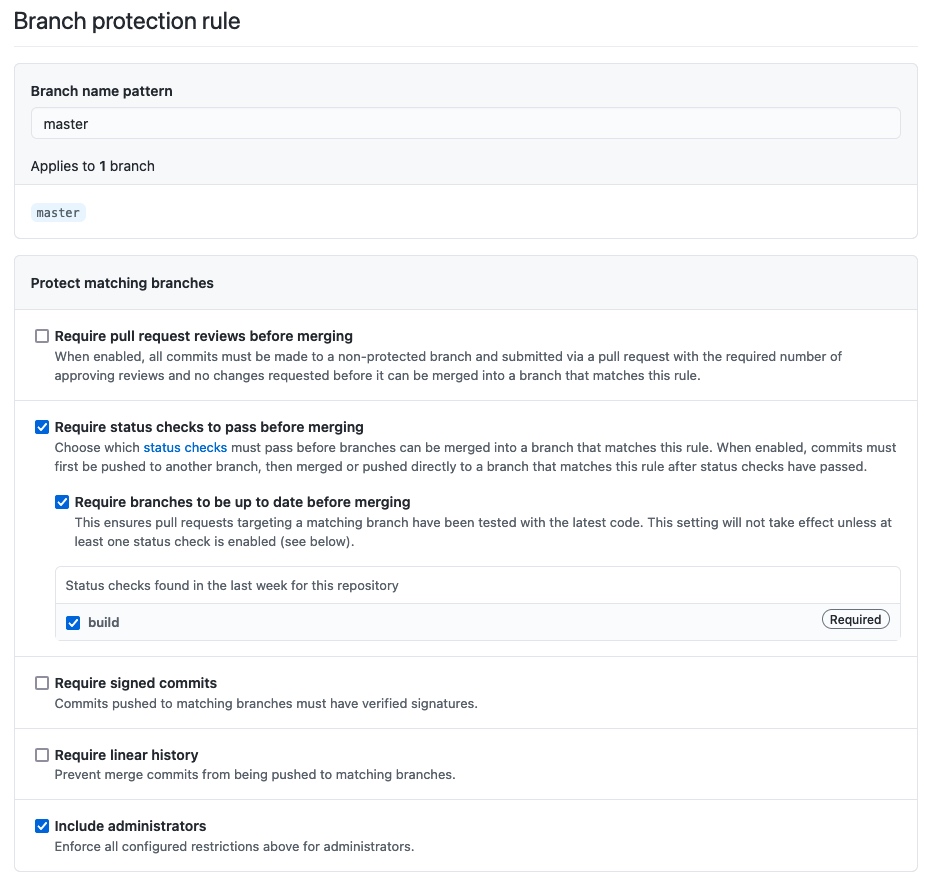 Branch protection rule
Branch name pattern
master
Applies to 1 branch
master
Protect matching branches
Require pull request reviews before merging
When enabled, all commits must be made to a non-protected branch and submitted via a pull request with the required number of
approving reviews and no changes requested before it can be merged into a branch that matches this rule.
Require status checks to pass before merging
Choose which status checks must pass before branches can be merged into a branch that matches this rule. When enabled, commits must
first be pushed to another branch, then merged or pushed directly to a branch that matches this rule after status checks have passed.
Require branches to be up to date before merging
This ensures pull requests targeting a matching branch have been tested with the latest code. This setting will not take effect unless at
least one status check is enabled (see below).
Status checks found in the last week for this repository
build Required
Require signed commits
Commits pushed to matching branches must have verified signatures.
Require linear history
Prevent merge commits from being pushed to matching branches.
Include administrators
Enforce all configured restrictions above for administrators.